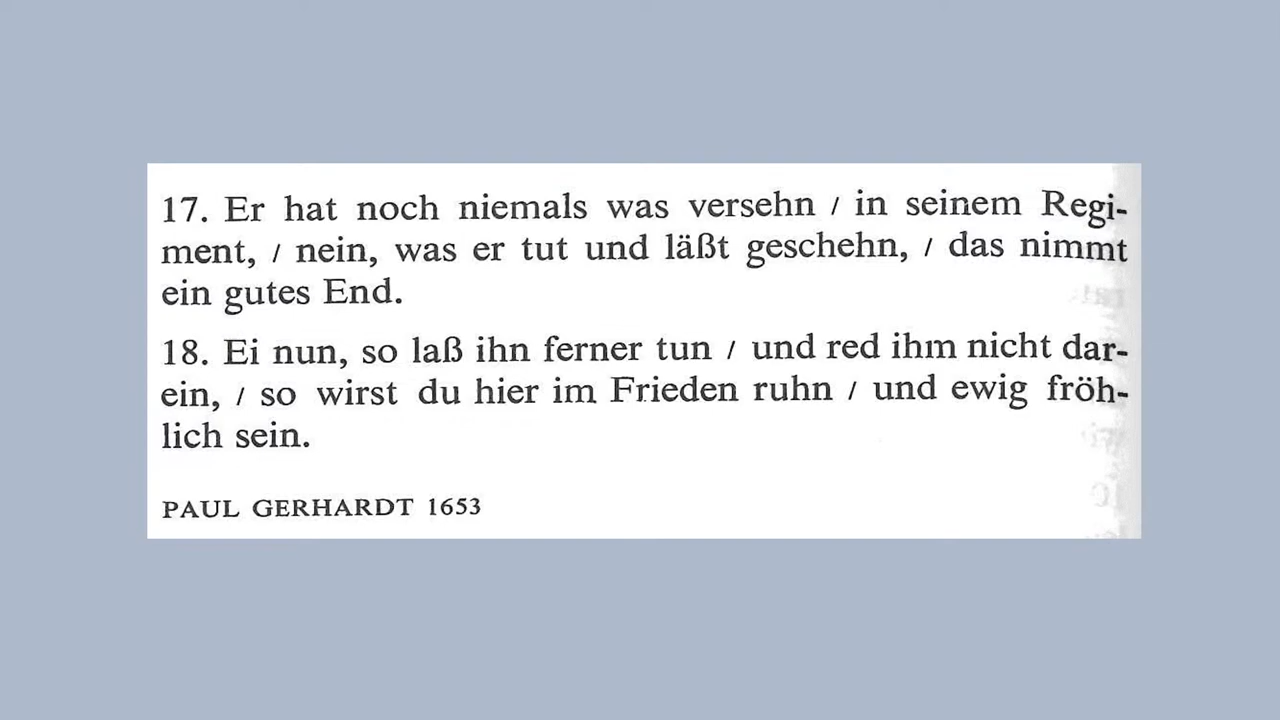 17. Er hat noch niemals was versehn / in seinem Regi-
ment, / nein, was er tut und läßt geschehn, / das nimmt
ein gutes End.
18. Ei nun, so laß ihn ferner tun / und red ihm nicht dar-
ein, / so wirst du hier im Frieden ruhn / und ewig fröh-
lich sein.
PAUL GERHARDT 1653